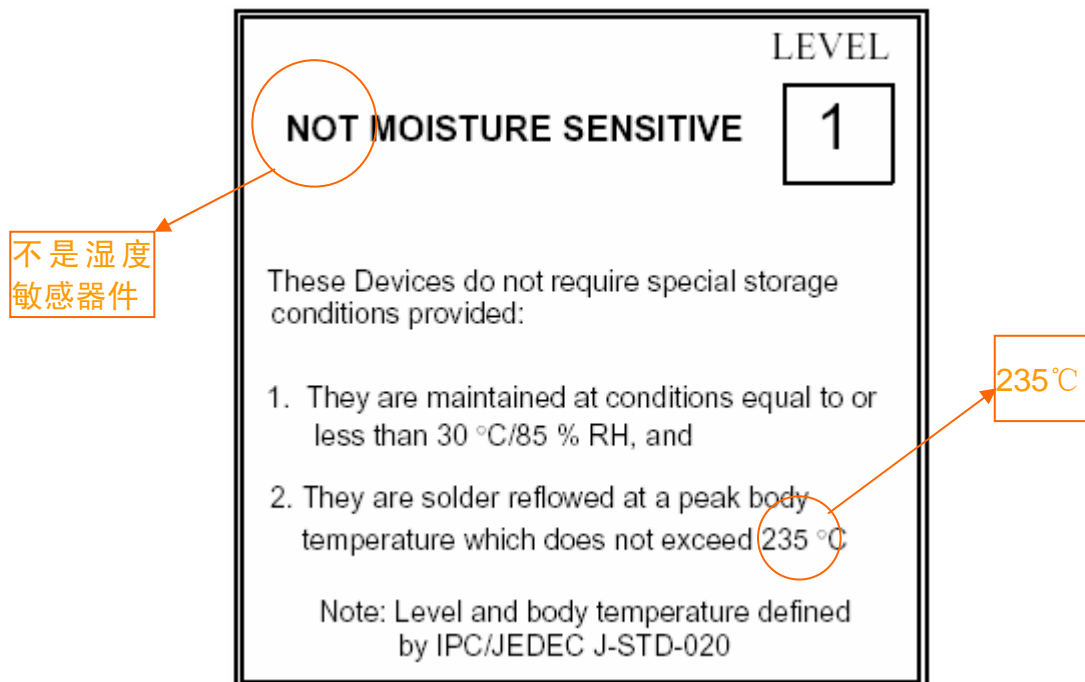 LEVEL
NOT MOISTURE SENSITIVE
1
不是湿度
敏感器件
These Devices do not require special storage
conditions provided:
1. They are maintained at conditions equal to or
less than 30 °C/85 % RH, and
235℃
2. They are solder reflowed at a peak body
temperature which does not exceed 235 °C
Note: Level and body temperature defined
by IPC/JEDEC J-STD-020